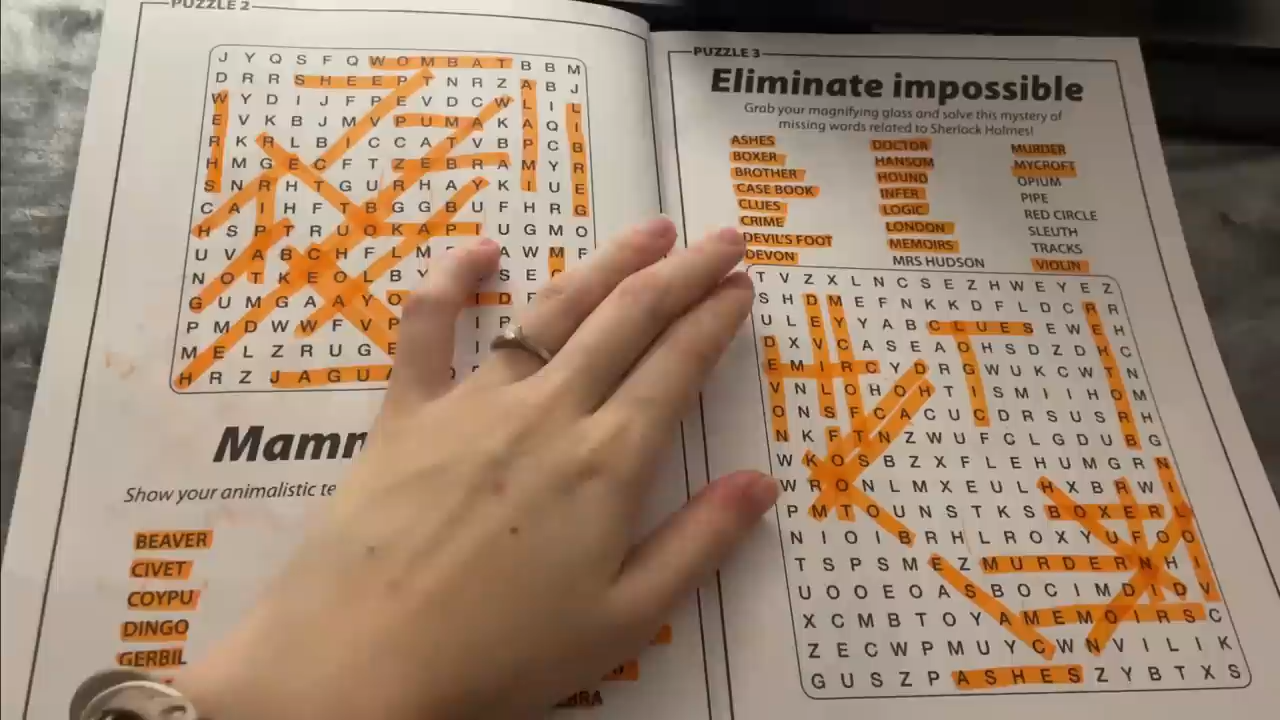 PUZZLE 2
J Y Q S F Q W O M B A T B B M
D R R S H E E P T N R Z A B J
W Y D I J F P E V D C W L I L
E V K B J M V P U M A K A Q I
R K R L B I C C A T V B P C B
H M G E C F T Z E B R A M Y R
S N R H T G U R H A Y K I U E
C A I H F T B G G B U F H R G
H S P T R U O K A P I U G M O
U V A B C H F L M A W M F
N O T K E O L B Y S E
G U M G A A Y O I D
P M D W W F V P I
M E L Z R U G E I
H R Z J A G U A
Show your animalistic
BEAVER
CIVET
COYPU
DINGO
GERBIL
PUZZLE 3
Eliminate impossible
Grab your magnifying glass and solve this mystery of
missing words related to Sherlock Holmes!
ASHES
BOXER
BROTHER
CASE BOOK
CLUES
CRIME
DEVIL'S FOOT
DEVON
DOCTOR
HANSOM
HOUND
INFER
LOGIC
LONDON
MEMOIRS
MRS HUDSON
MURDER
MYCROFT
OPIUM
PIPE
RED CIRCLE
SLEUTH
TRACKS
VIOLIN
T V Z X L N C S E Z H W E Y E Z
S H D M E F N K K D F L D C R R
U L E Y Y A B C L U E S E W E H
D X V C A S E A O H S D Z D H C
E M I R C Y D R G W U K C W T N
V N L O H O H T I S M I I H O M
O N S F C A C U C D R S U S R H
N K F T N Z W U F C L G D U B G
W K O S B Z X F L E H U M G R N
W R O N L M X E U L H X B R W I
P M T O U N S T K S B O X E R L
N I O I B R H L R O X Y U F O O
T S P S M E Z M U R D E R N H I
U O O E O A S B O C I M D I D V
X C M B T O Y A M E M O I R S C
Z E C W P M U Y C W N V I L I K
G U S Z P A S H E S Z Y B T X S